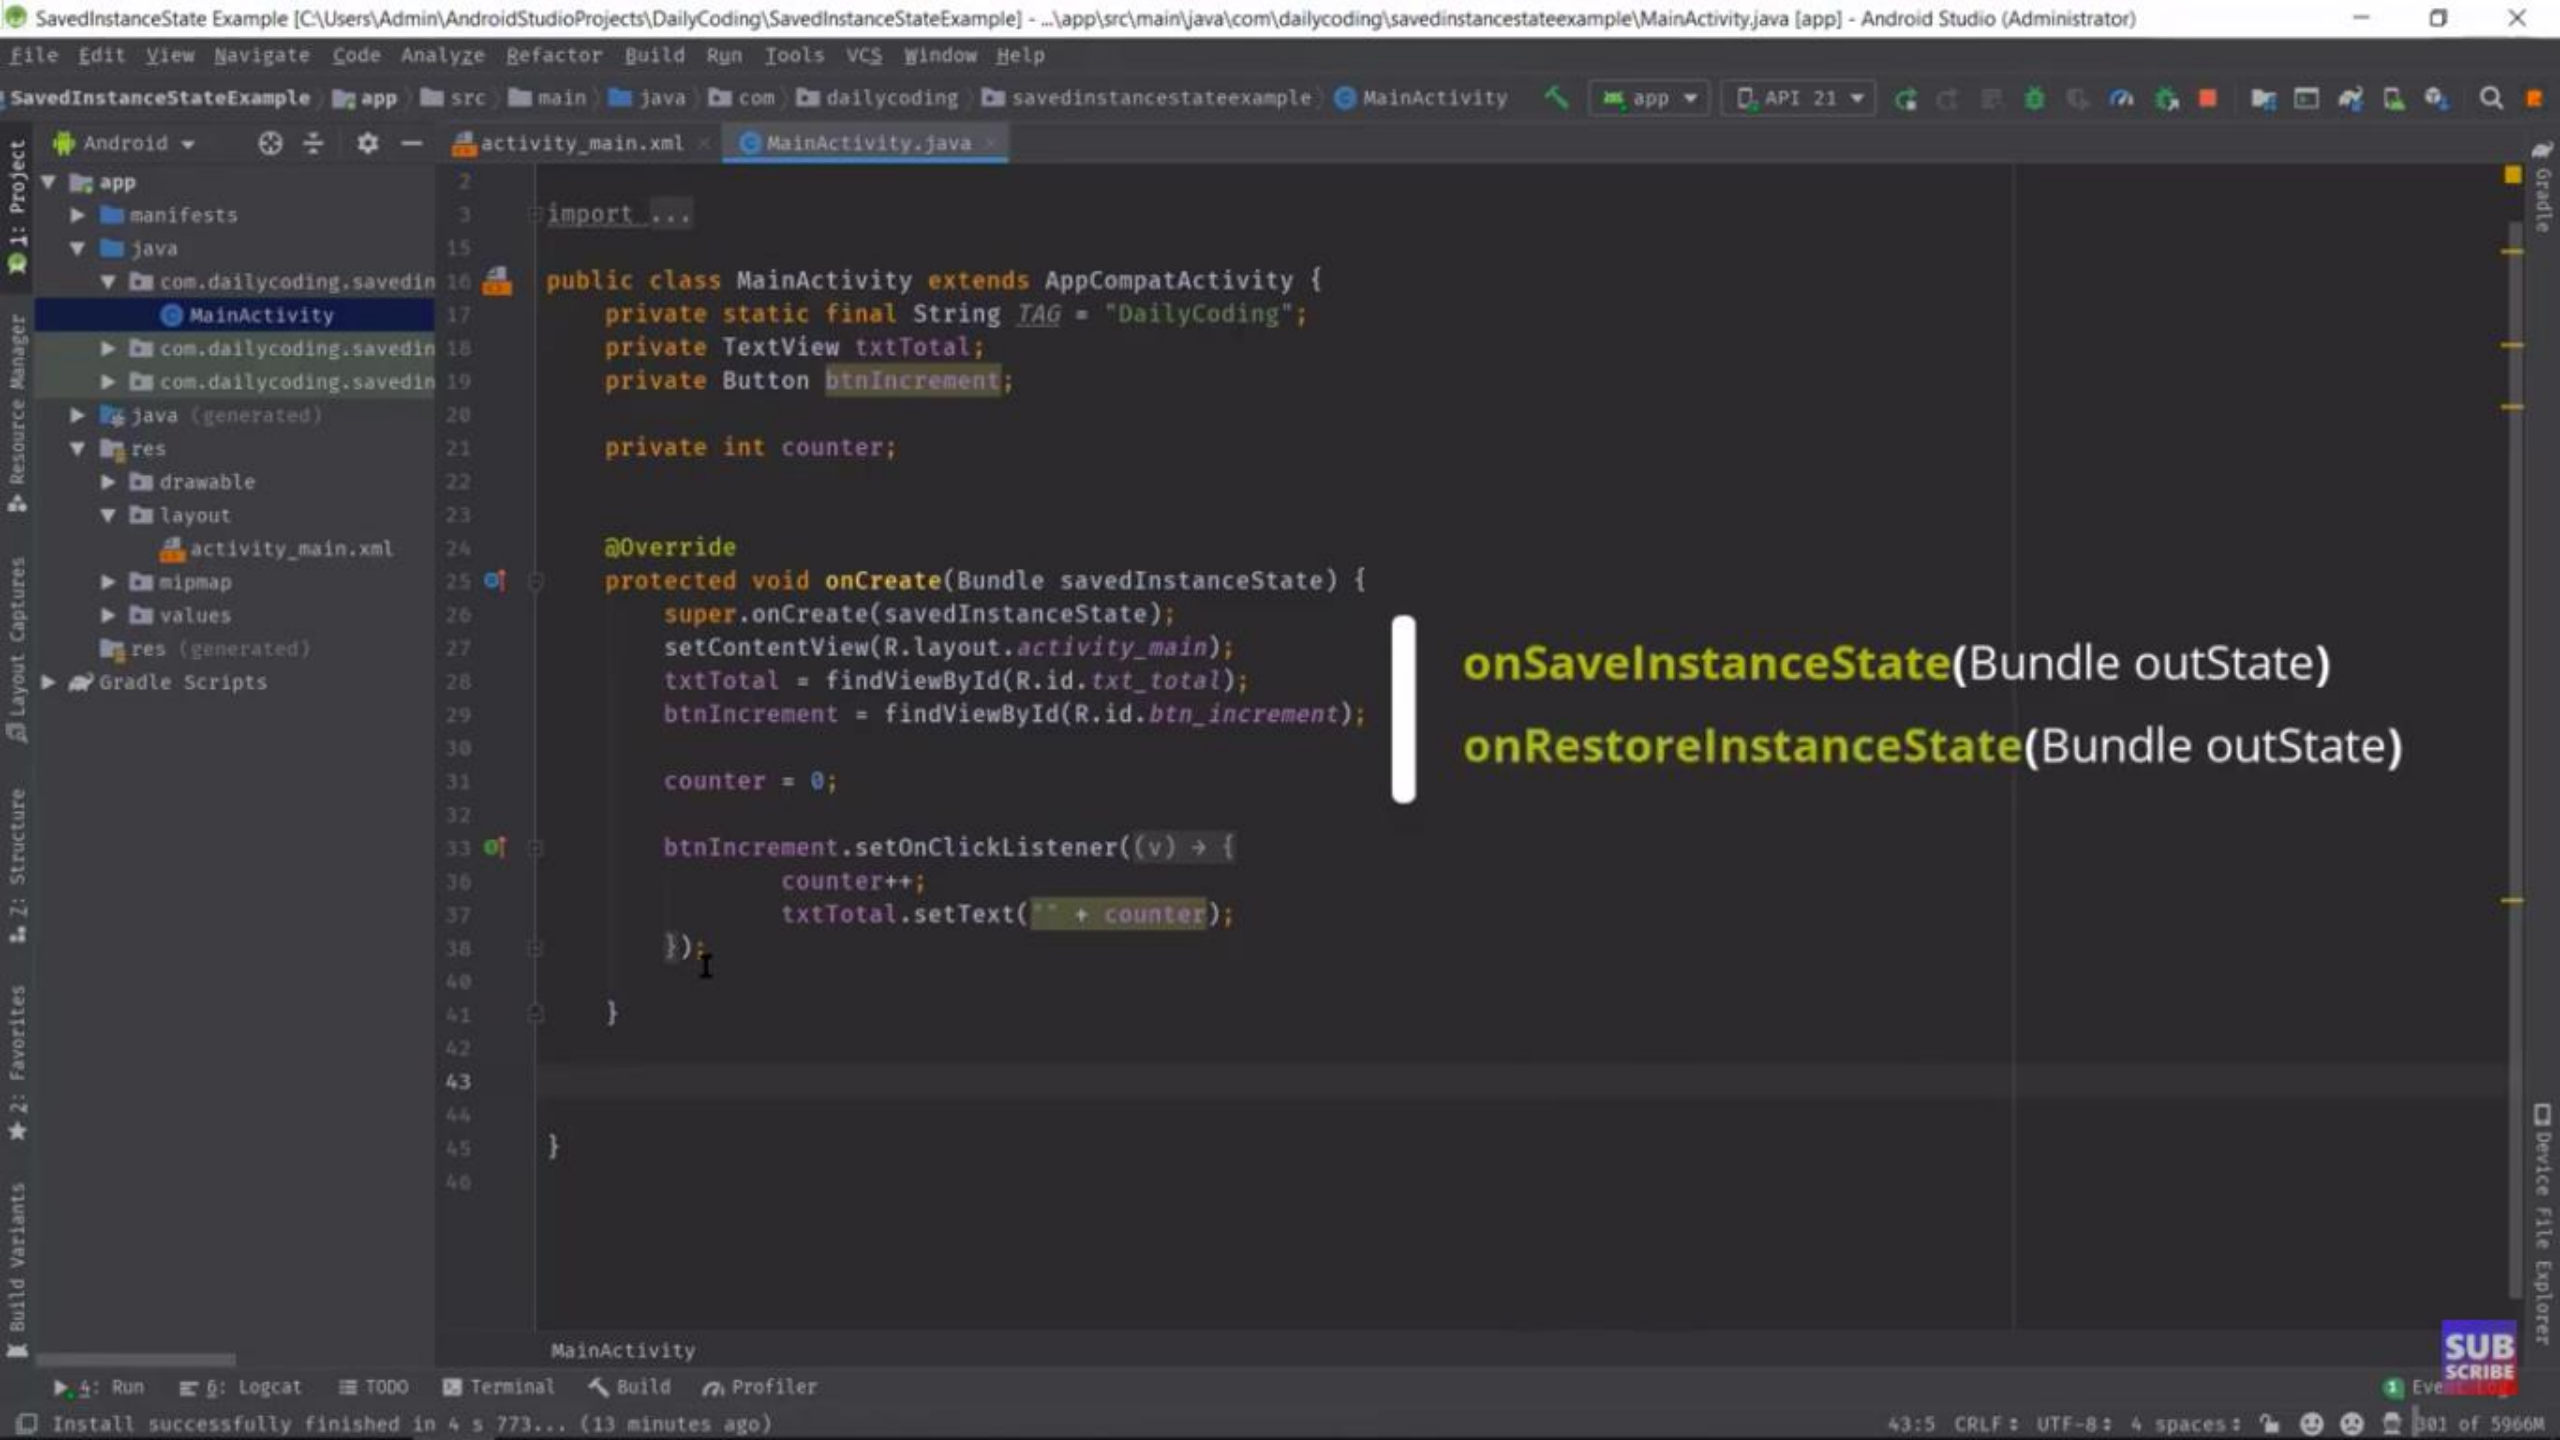 SavedInstanceState Example [C:\Users\Admin\AndroidStudioProjects\DailyCoding\SavedInstanceStateExample] - ...\app\src\main\java\com\dailycoding\savedinstancestateexample\MainActivity.java [app] - Android Studio (Administrator)
File Edit View Navigate Code Analyze Refactor Build Run Tools VCS Window Help
SavedInstanceStateExample app src main java com dailycoding savedinstancestateexample MainActivity app API 21
Android activity_main.xml MainActivity.java
1: Project
Resource Manager
Layout Captures
Z: Structure
2: Favorites
Build Variants
app
manifests
java
com.dailycoding.savedin
MainActivity
com.dailycoding.savedin
com.dailycoding.savedin
java (generated)
res
drawable
layout
activity_main.xml
mipmap
values
res (generated)
Gradle Scripts
2
3 import ...
15
16 public class MainActivity extends AppCompatActivity {
17 private static final String TAG = "DailyCoding";
18 private TextView txtTotal;
19 private Button btnIncrement;
20
21 private int counter;
22
23
24 @Override
25 protected void onCreate(Bundle savedInstanceState) {
26 super.onCreate(savedInstanceState);
27 setContentView(R.layout.activity_main);
28 txtTotal = findViewById(R.id.txt_total);
29 btnIncrement = findViewById(R.id.btn_increment);
30
31 counter = 0;
32
33 btnIncrement.setOnClickListener((v) → {
36 counter++;
37 txtTotal.setText("" + counter);
38 });
40
41 }
42
43
44
45 }
46
onSaveInstanceState(Bundle outState)
onRestoreInstanceState(Bundle outState)
Gradle
Device File Explorer
MainActivity
SUB
SCRIBE
4: Run 6: Logcat TODO Terminal Build Profiler 1
Install successfully finished in 4 s 773... (13 minutes ago) 43:5 CRLF UTF-8 4 spaces 301 of 5966M